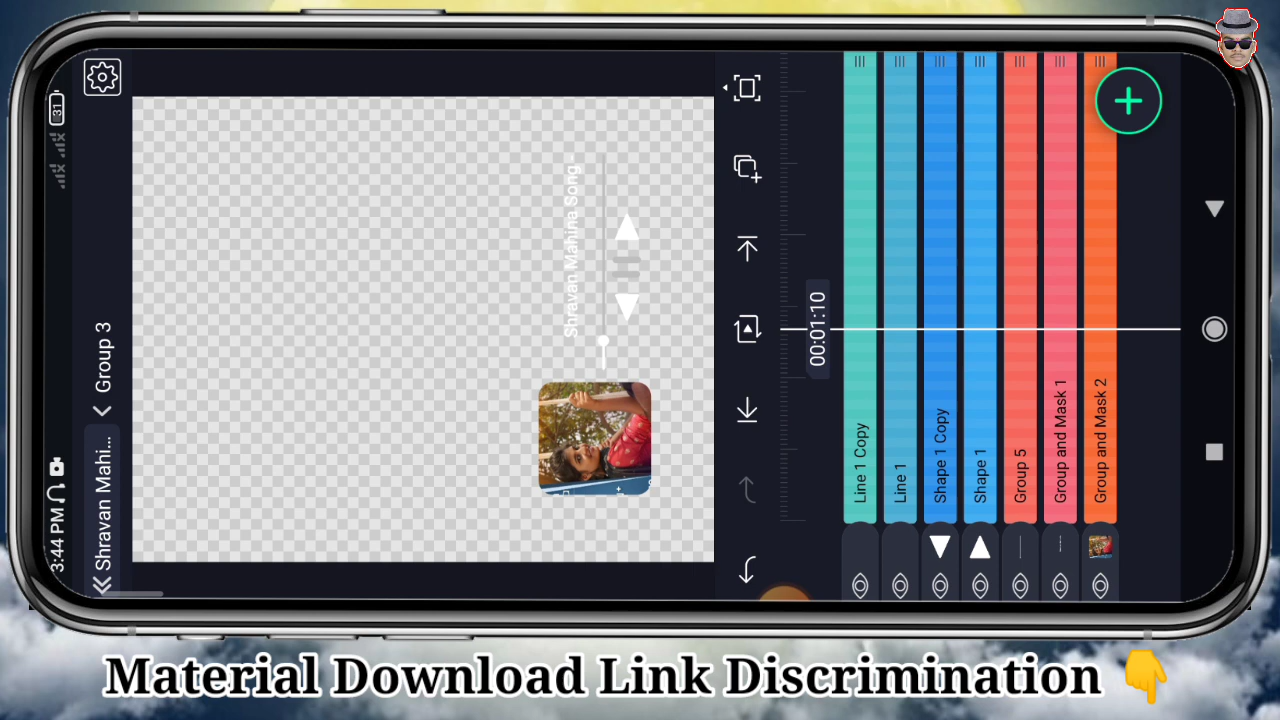 3:44 PM
31
Shravan Mahi...
Group 3
Shravan Mahina Song -
00:01:10
Line 1 Copy
Line 1
Shape 1 Copy
Shape 1
Group 5
Group and Mask 1
Group and Mask 2
Material Download Link Discrimination 👇